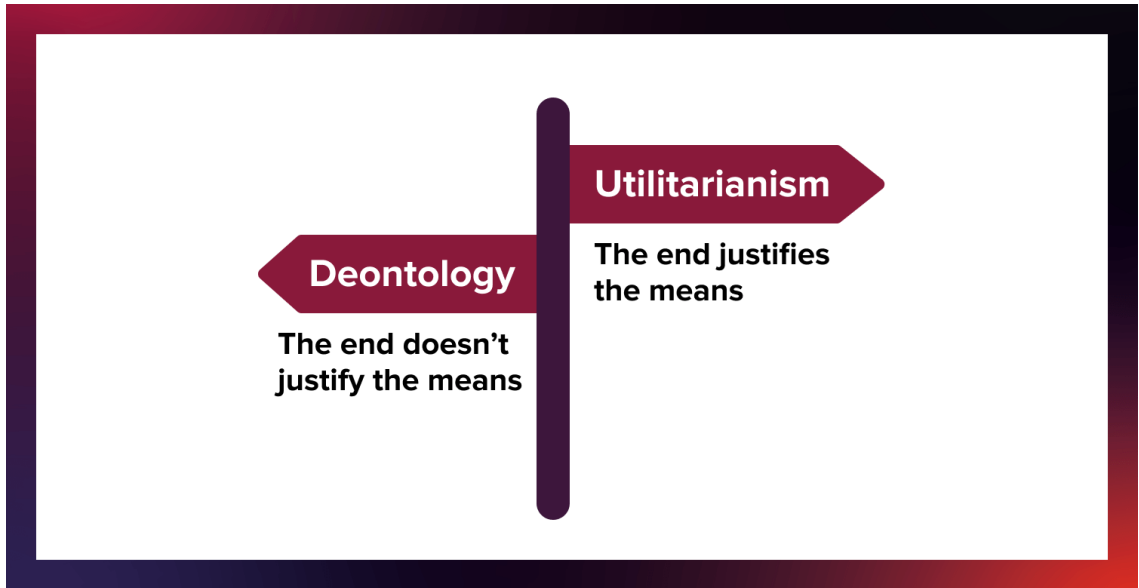 Utilitarianism
The end justifies
the means
Deontology
The end doesn’t
justify the means